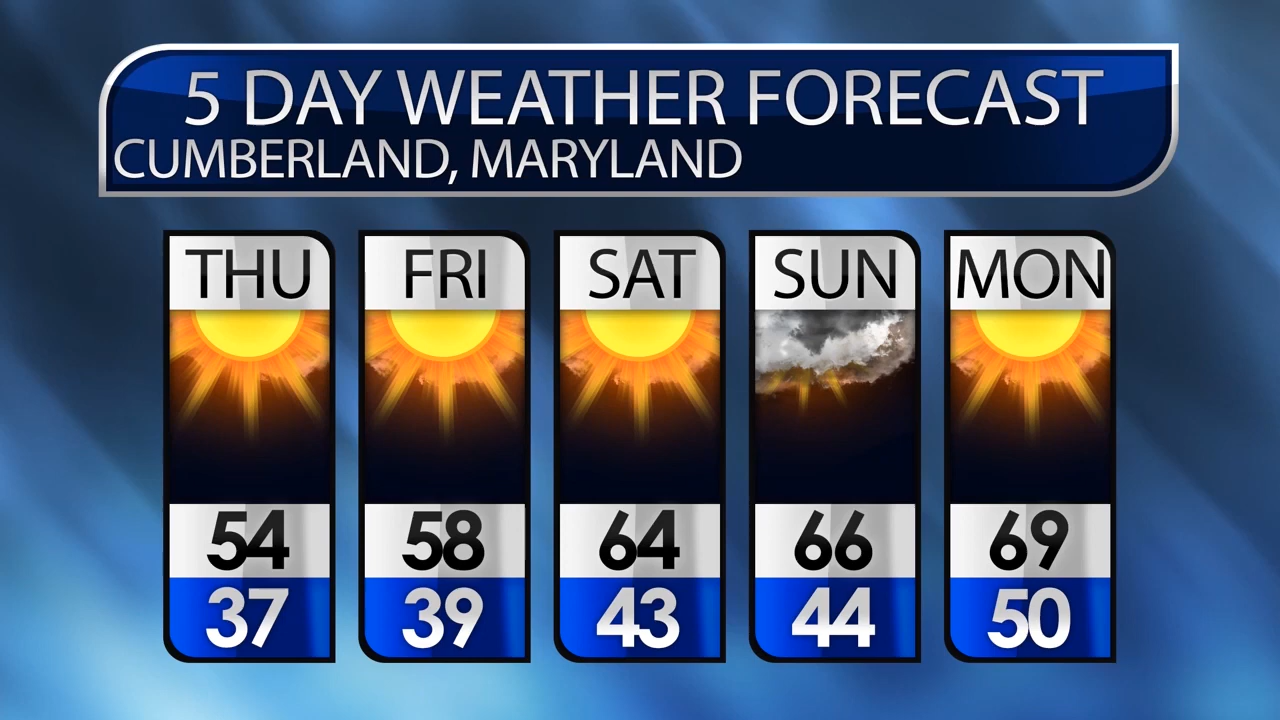 5 DAY WEATHER FORECAST
CUMBERLAND, MARYLAND
THU FRI SAT SUN MON
54 58 64 66 69
37 39 43 44 50